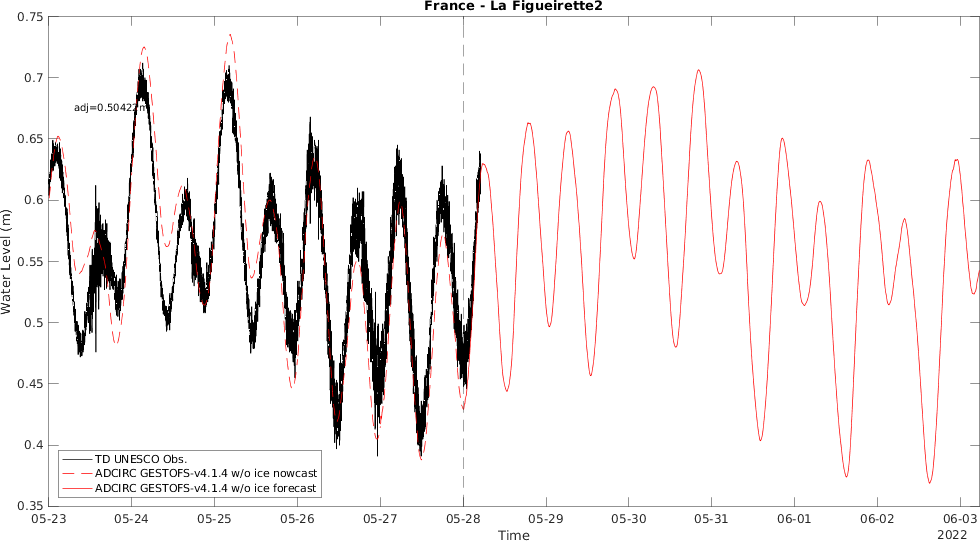 France - La Figueirette2
0.75
0.7
0.65
0.6
0.55
0.5
0.45
0.4
0.35
Water Level (m)
adj=0.50422m
TD UNESCO Obs.
ADCIRC GESTOFS-v4.1.4 w/o ice nowcast
ADCIRC GESTOFS-v4.1.4 w/o ice forecast
05-23 05-24 05-25 05-26 05-27 05-28 05-29 05-30 05-31 06-01 06-02 06-03
2022
Time